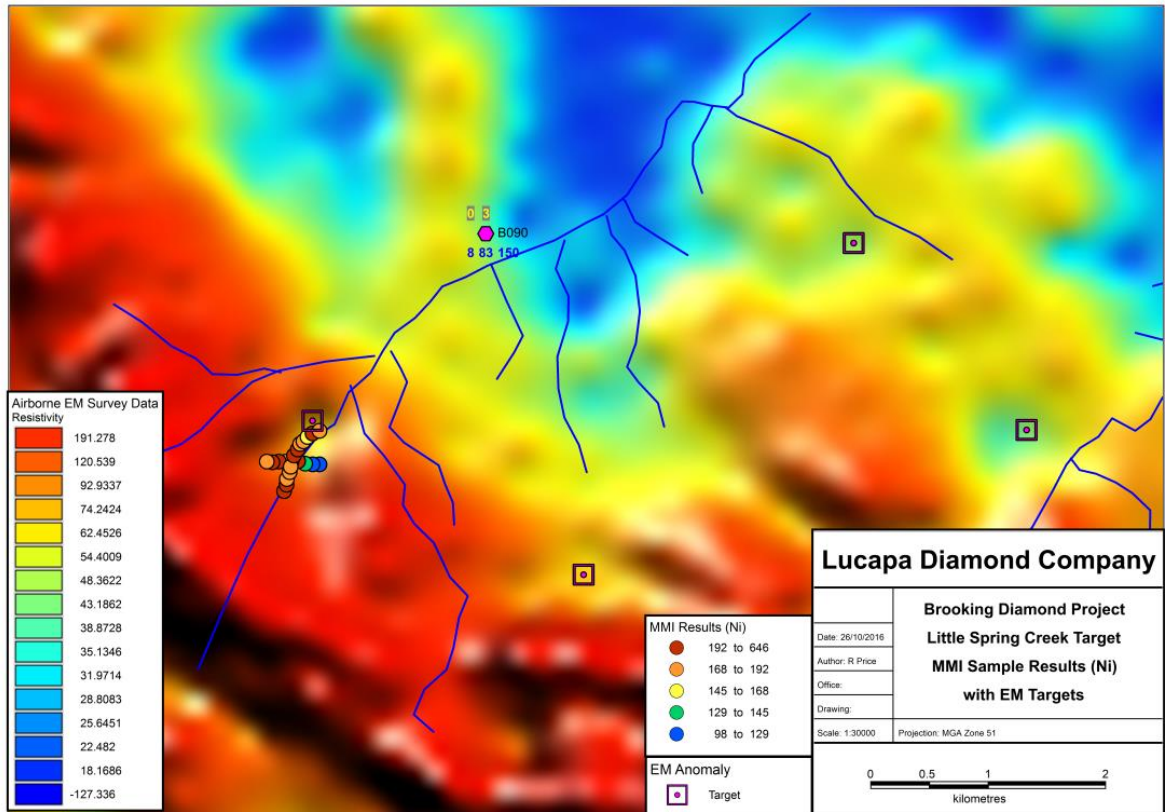 0 3
B090
8 83 150
Airborne EM Survey Data
Resistivity
191.278
120.539
92.9337
74.2424
62.4526
54.4009
48.3622
43.1862
38.8728
35.1346
31.9714
28.8083
25.6451
22.482
18.1686
-127.336
MMI Results (Ni)
192 to 646
168 to 192
145 to 168
129 to 145
98 to 129
EM Anomaly
Target
Lucapa Diamond Company
Date: 26/10/2016
Author: R Price
Office:
Drawing:
Scale: 1:30000
Brooking Diamond Project
Little Spring Creek Target
MMI Sample Results (Ni)
with EM Targets
Projection: MGA Zone 51
0 0.5 1 2
kilometres